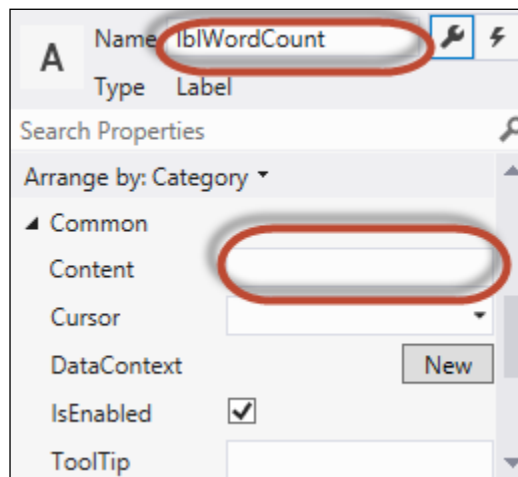 A
Name lblWordCount
Type Label
Search Properties
Arrange by: Category
Common
Content
Cursor
DataContext New
IsEnabled
ToolTip